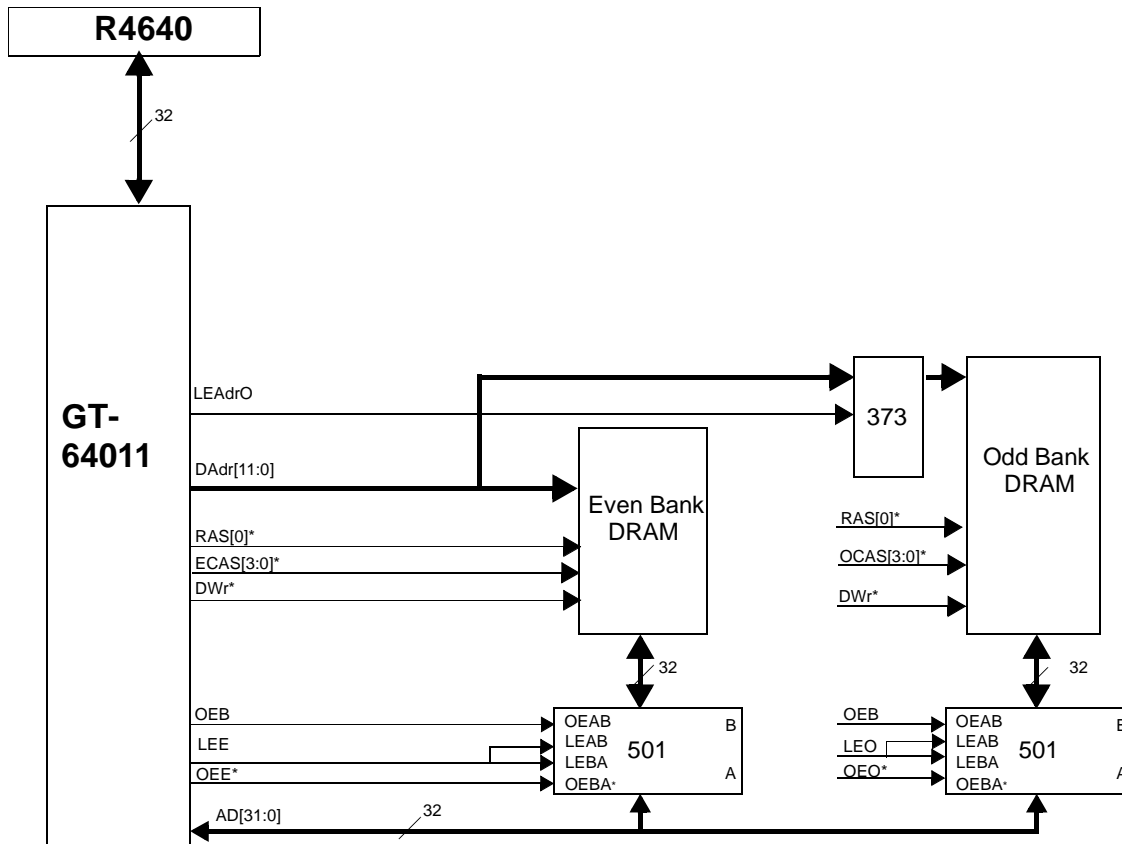 R4640
32
GT-
64011
LEAdrO
DAdr[11:0]
RAS[0]*
ECAS[3:0]*
DWr*
Even Bank
DRAM
373
Odd Bank
DRAM
RAS[0]*
OCAS[3:0]*
DWr*
32
32
OEB
LEE
OEE*
OEAB
LEAB
LEBA
OEBA*
501
B
A
OEB
LEO
OEO*
OEAB
LEAB
LEBA
OEBA*
501
B
A
AD[31:0]
32